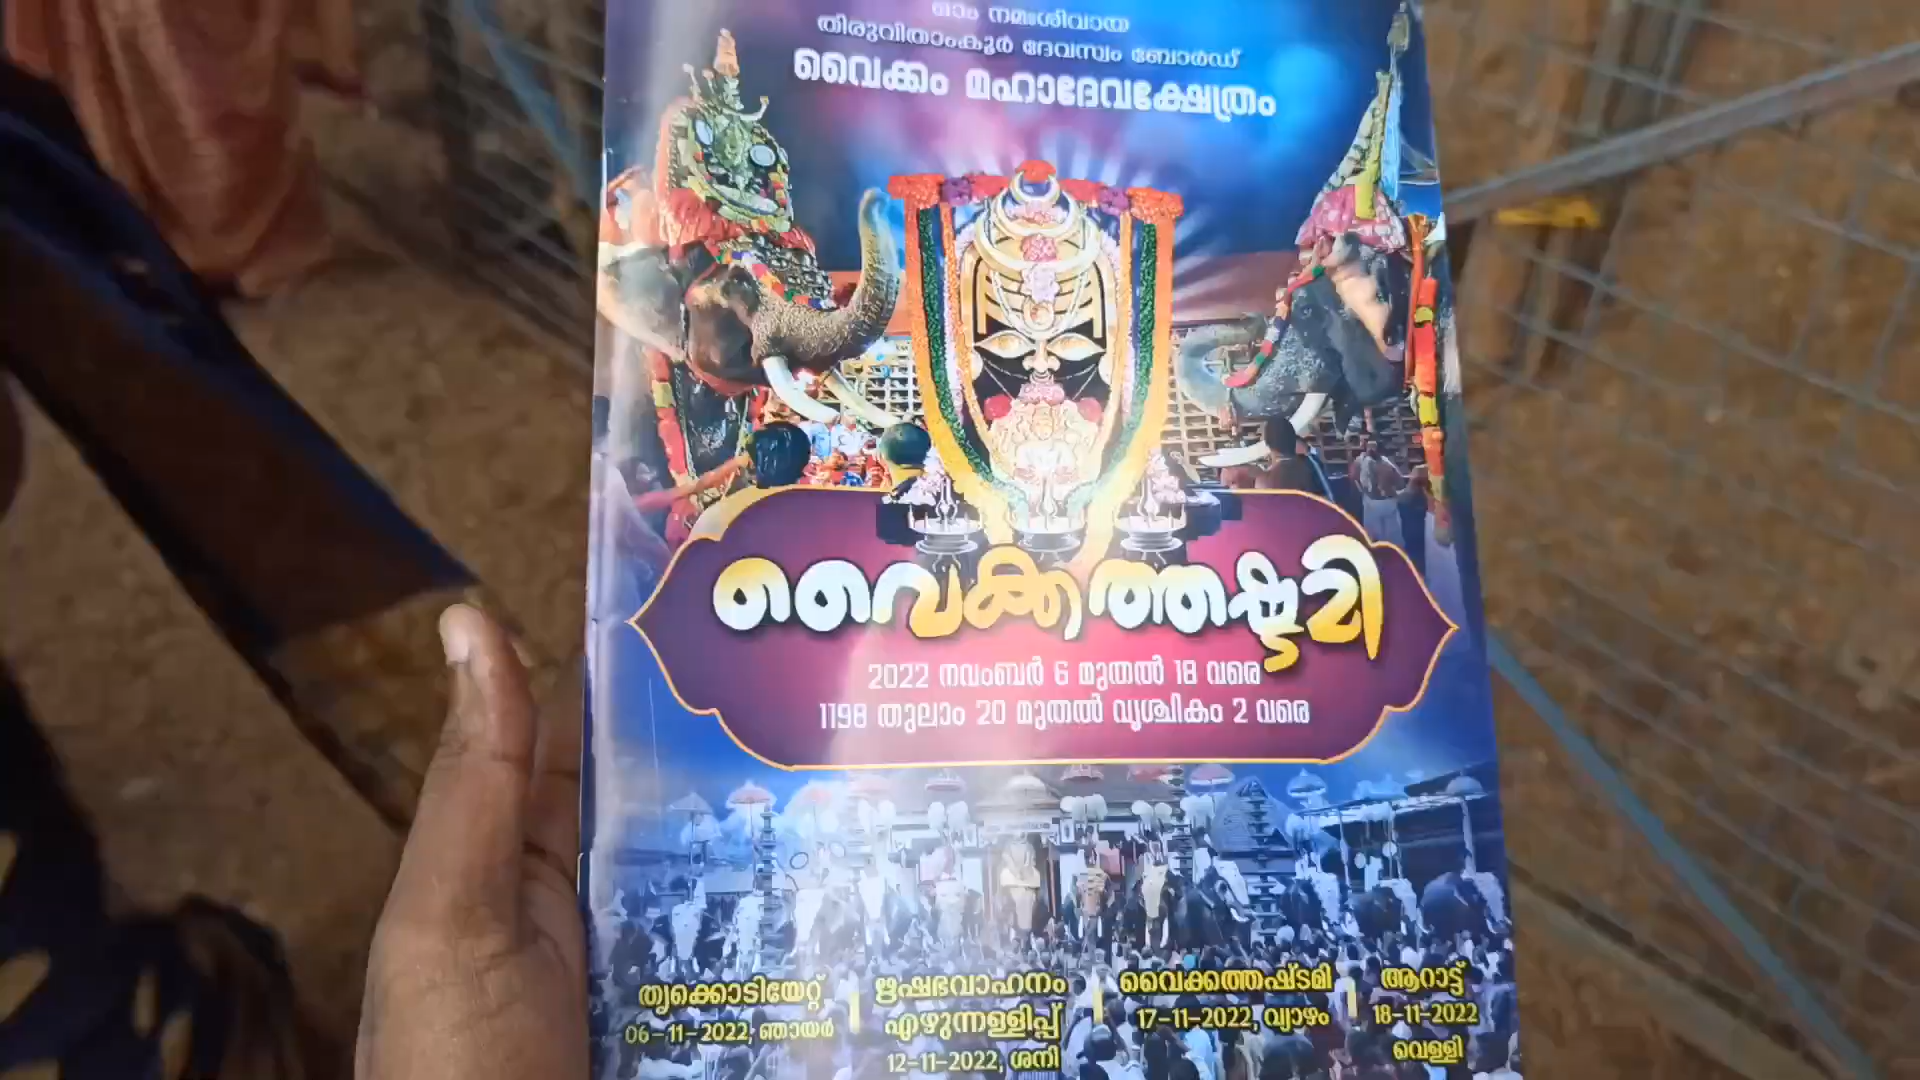 ഓം നമഃശിവായ
തിരുവിതാംകൂർ ദേവസ്വം ബോർഡ്
വൈക്കം മഹാദേവക്ഷേത്രം
വൈക്കത്തഷ്ടമി
2022 നവംബർ 6 മുതൽ 18 വരെ
1198 തുലാം 20 മുതൽ വൃശ്ചികം 2 വരെ
തൃക്കൊടിയേറ്റ്
06-11-2022, ഞായർ
ഋഷഭവാഹനം
എഴുന്നള്ളിപ്പ്
12-11-2022, ശനി
വൈക്കത്തഷ്ടമി
17-11-2022, വ്യാഴം
ആറാട്ട്
18-11-2022
വെള്ളി